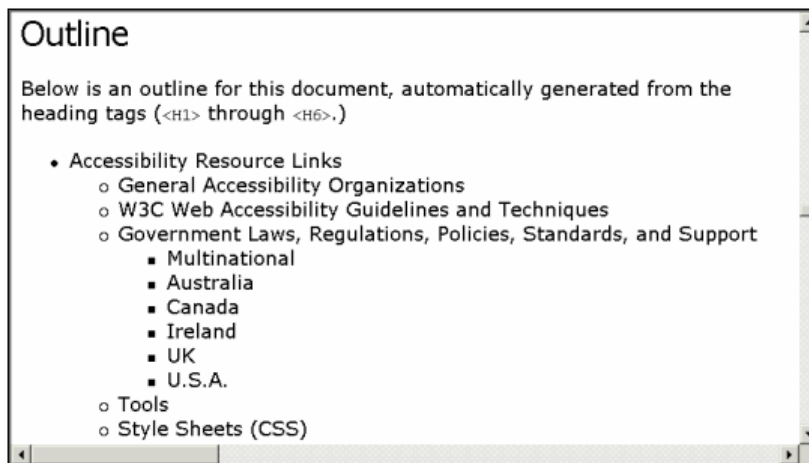 Outline
Below is an outline for this document, automatically generated from the
heading tags (<H1> through <H6>.)
Accessibility Resource Links
General Accessibility Organizations
W3C Web Accessibility Guidelines and Techniques
Government Laws, Regulations, Policies, Standards, and Support
Multinational
Australia
Canada
Ireland
UK
U.S.A.
Tools
Style Sheets (CSS)